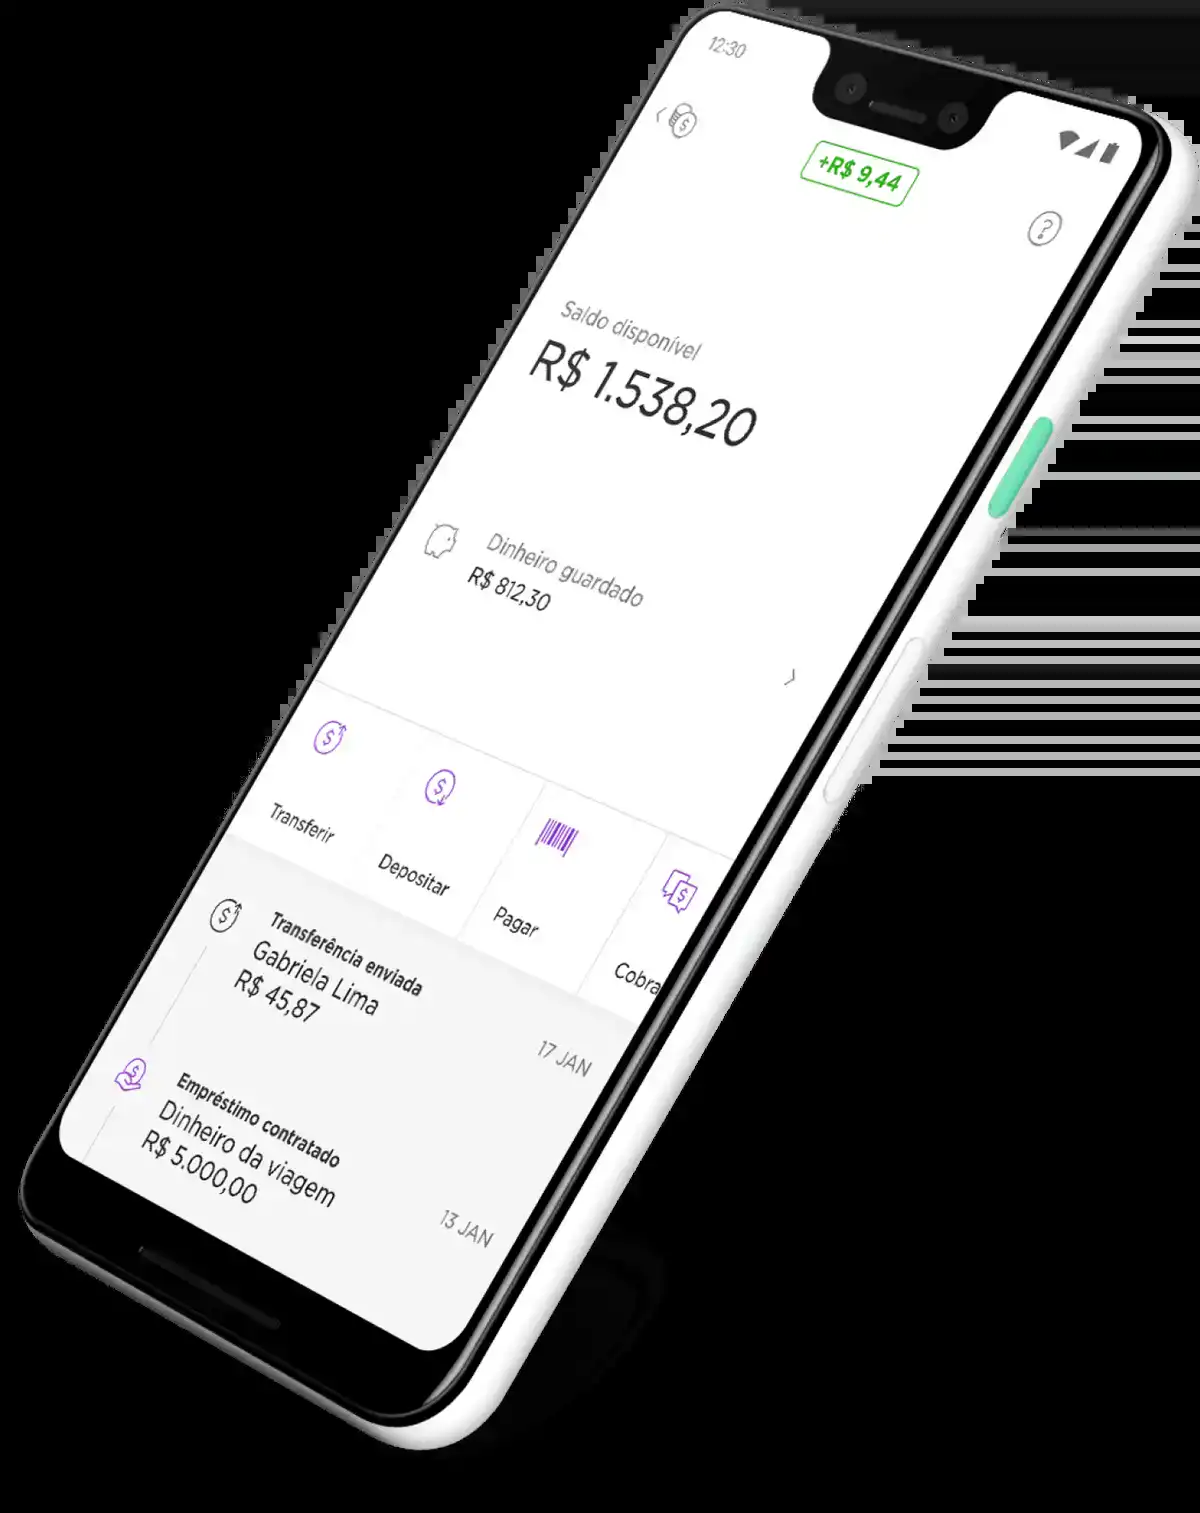 12:30
+R$ 9,44
?
Saldo disponível
R$ 1.538,20
Dinheiro guardado
R$ 812,30
Transferir
Depositar
Pagar
Cobra
Transferência enviada
Gabriela Lima
R$ 45,87
17 JAN
Empréstimo contratado
Dinheiro da viagem
R$ 5.000,00
13 JAN